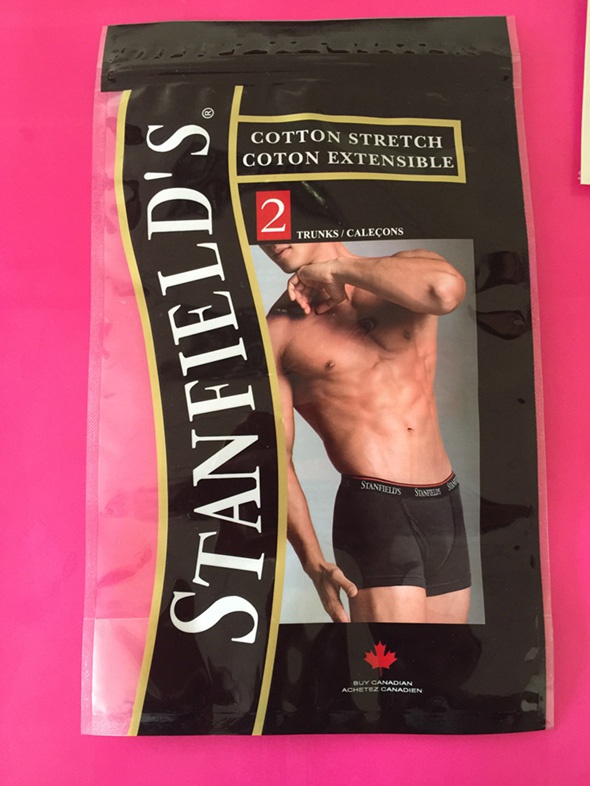 STANFIELD'S®
COTTON STRETCH
COTON EXTENSIBLE
2
TRUNKS / CALEÇONS
STANFIELD'S STANFIELD'S
BUY CANADIAN
ACHETEZ CANADIEN